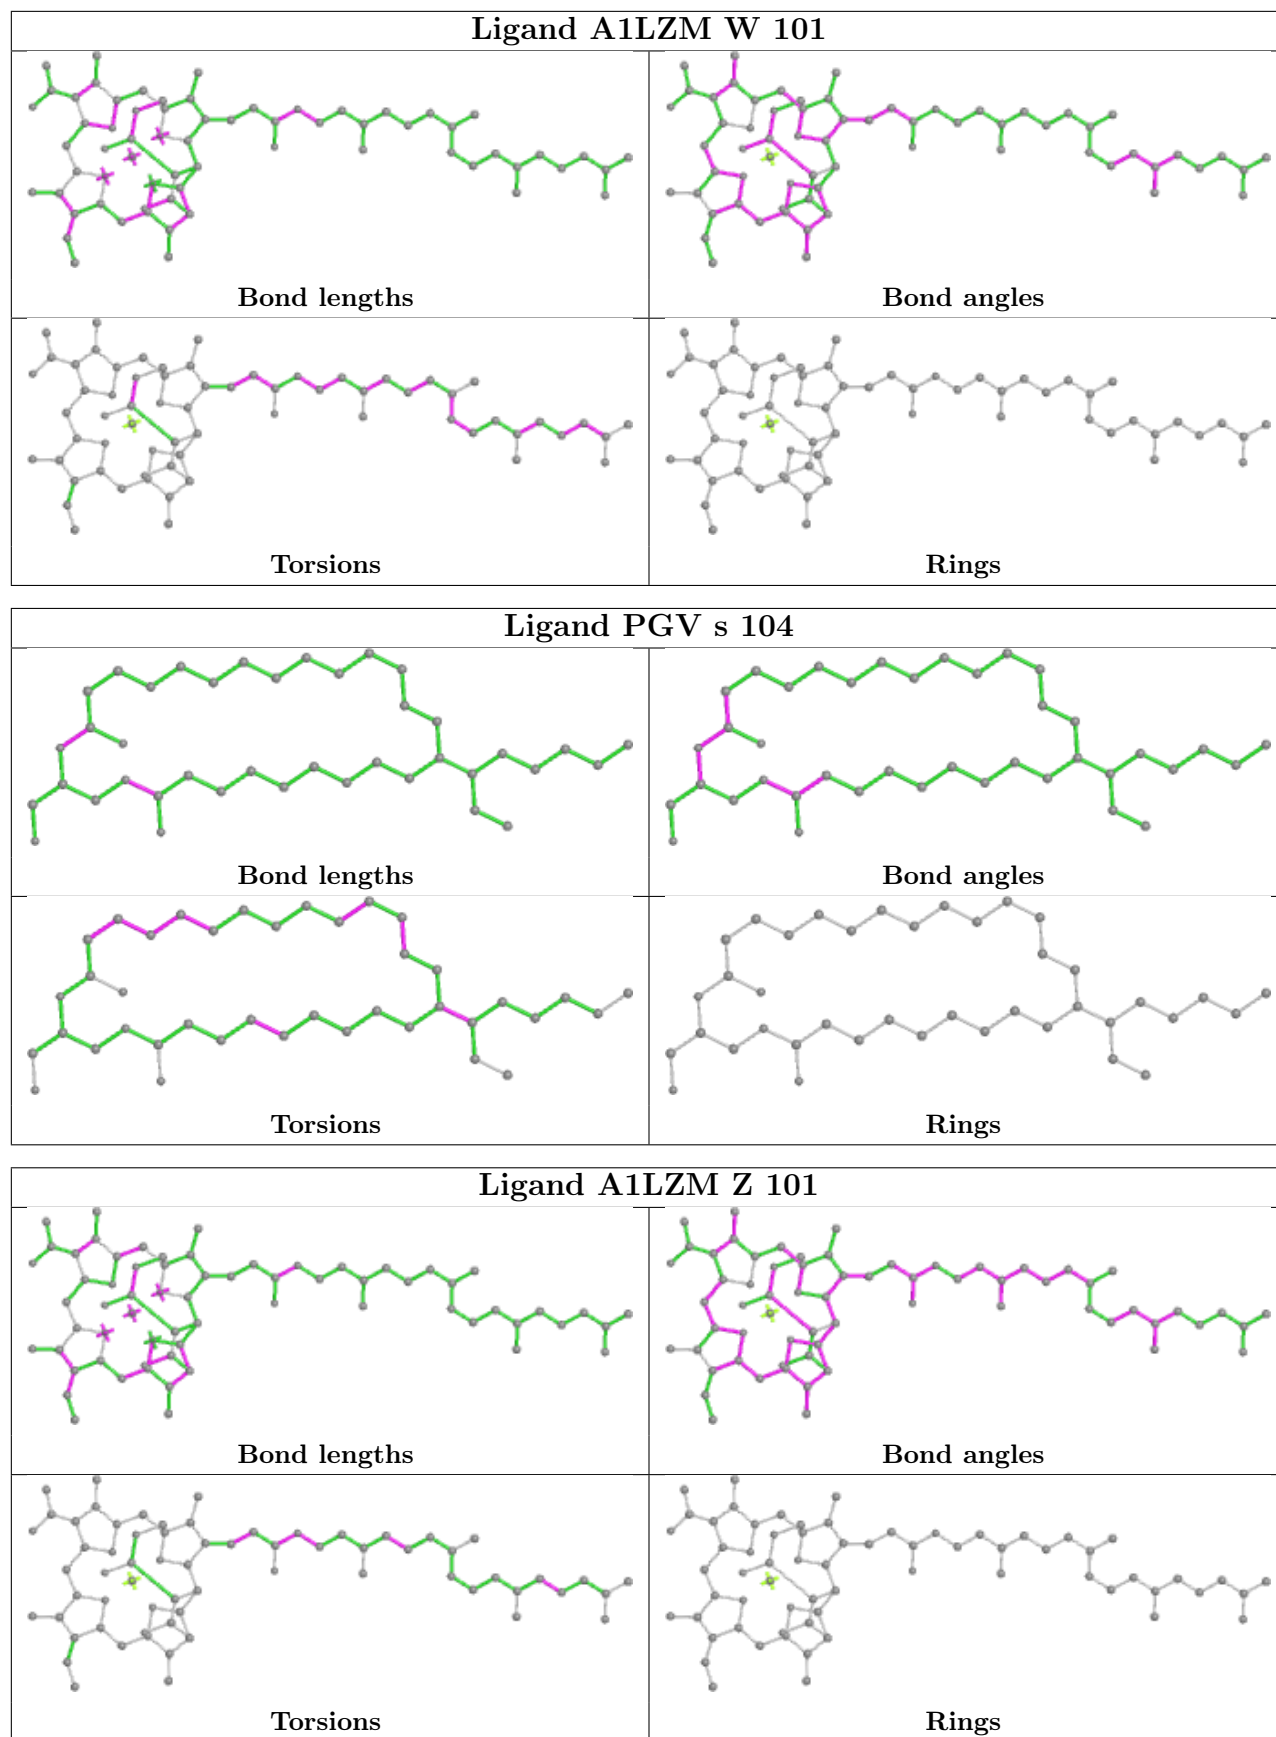 Ligand A1LZM W 101
Bond lengths
Bond angles
Torsions
Rings
Ligand PGV s 104
Bond lengths
Bond angles
Torsions
Rings
Ligand A1LZM Z 101
Bond lengths
Bond angles
Torsions
Rings